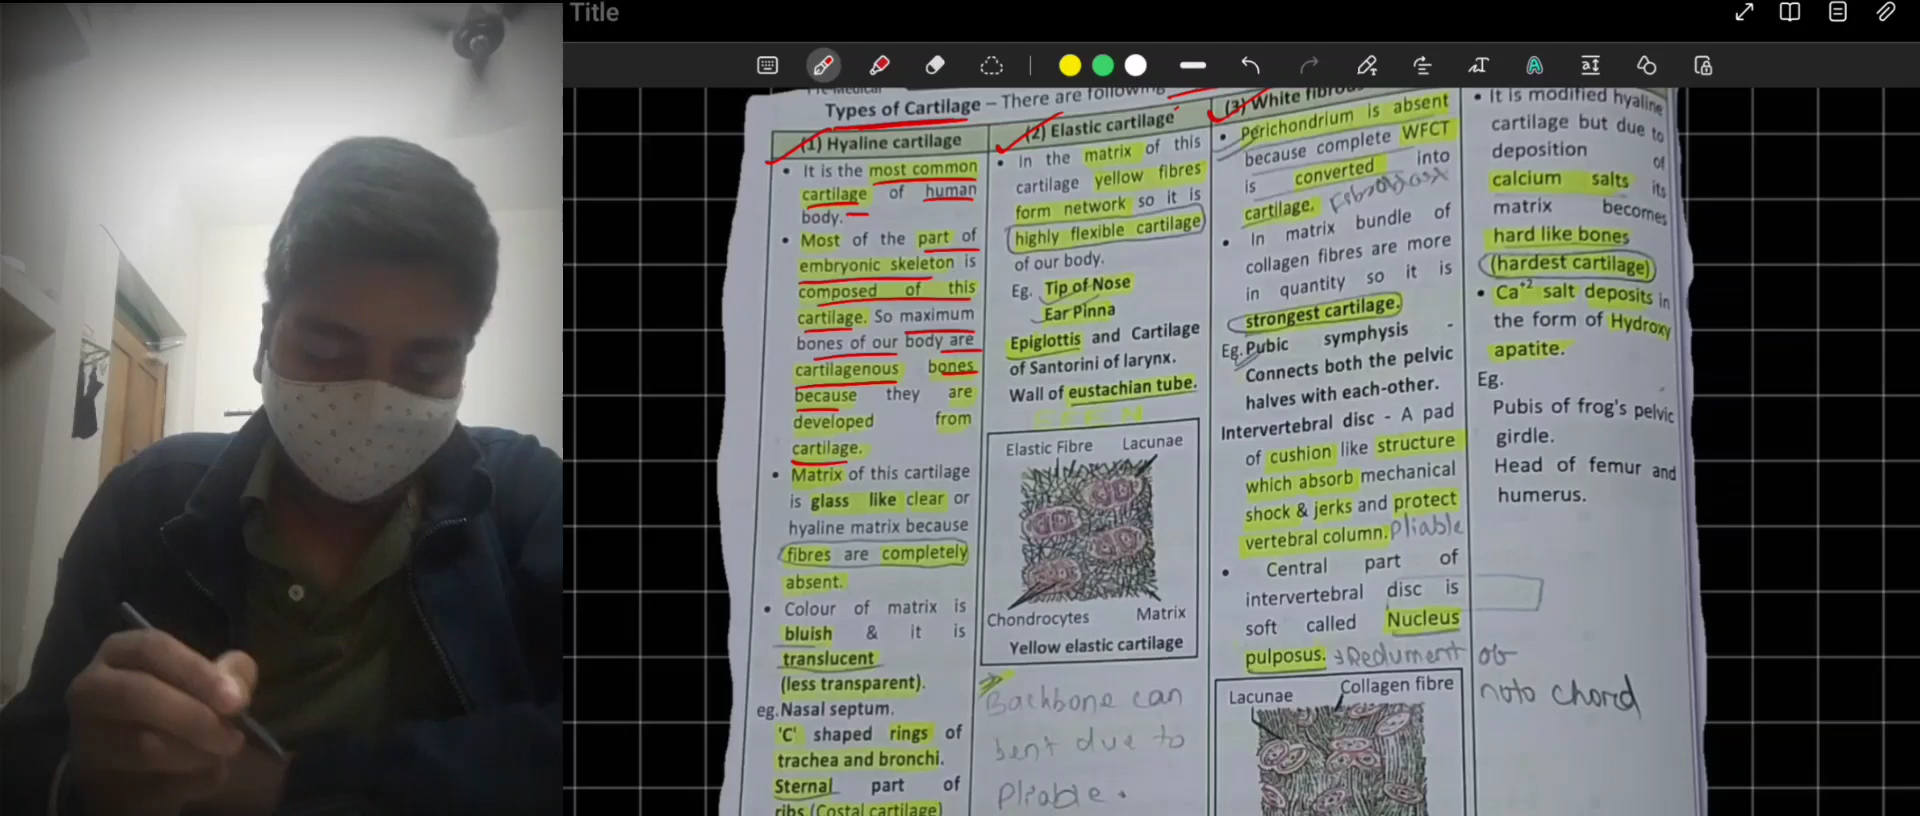 Title
Pre-Medical
Types of Cartilage – There are following
(1) Hyaline cartilage
• It is the most common
cartilage of human
body.
• Most of the part of
embryonic skeleton is
composed of this
cartilage. So maximum
bones of our body are
cartilagenous bones
because they are
developed from
cartilage.
• Matrix of this cartilage
is glass like clear or
hyaline matrix because
fibres are completely
absent.
• Colour of matrix is
bluish & it is
translucent
(less transparent).
eg. Nasal septum.
'C' shaped rings of
trachea and bronchi.
Sternal part of
ribs (Costal cartilage)
(2) Elastic cartilage
• In the matrix of this
cartilage yellow fibres
form network so it is
highly flexible cartilage
of our body.
Eg. Tip of Nose
Ear Pinna
Epiglottis and Cartilage
of Santorini of larynx.
Wall of eustachian tube.
Elastic Fibre Lacunae
Chondrocytes Matrix
Yellow elastic cartilage
Backbone can
bent due to
Pliable.
(3) White fibrous
• Perichondrium is absent
because complete WFCT
is converted into
cartilage.
• In matrix bundle of
collagen fibres are more
in quantity so it is
strongest cartilage.
Eg. Pubic symphysis -
Connects both the pelvic
halves with each-other.
Intervertebral disc - A pad
of cushion like structure
which absorb mechanical
shock & jerks and protect
vertebral column. Pliable
• Central part of
intervertebral disc is
soft called Nucleus
pulposus. Redument of
noto chord
Lacunae Collagen fibre
• It is modified hyaline
cartilage but due to
deposition of
calcium salts its
matrix becomes
hard like bones
(hardest cartilage)
• Ca+2 salt deposits in
the form of Hydroxy
apatite.
Eg.
Pubis of frog's pelvic
girdle.
Head of femur and
humerus.